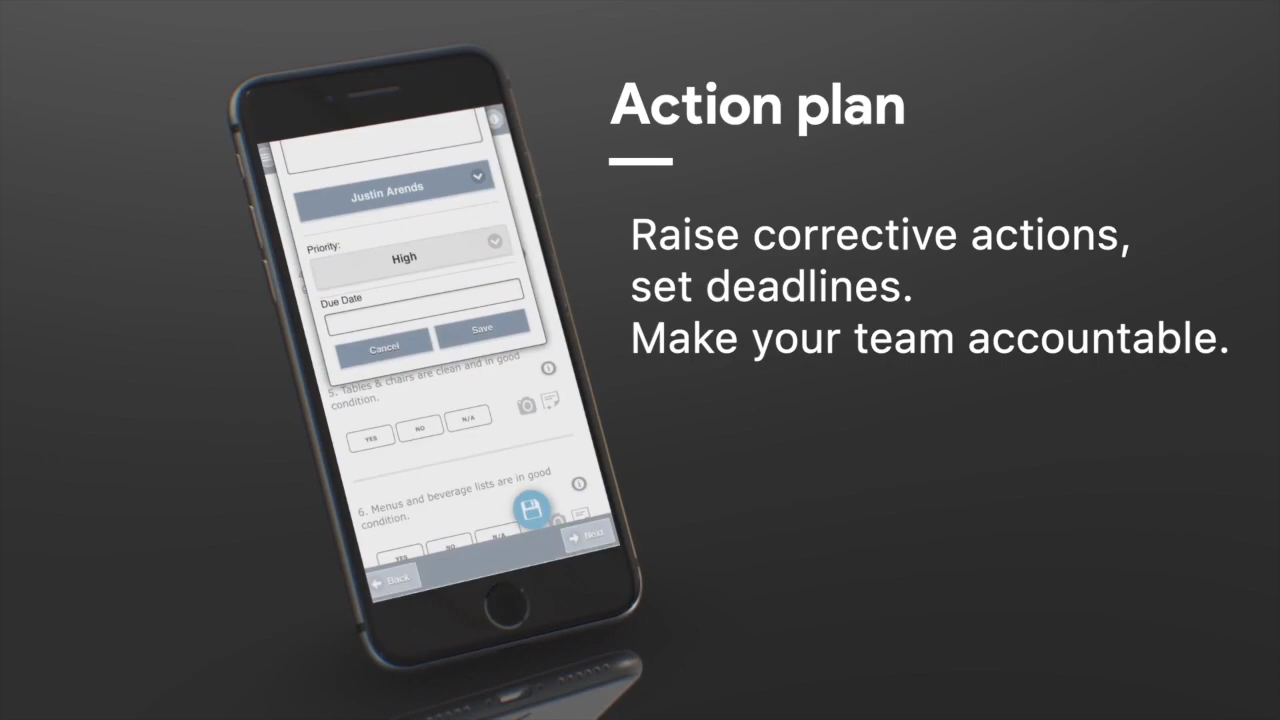 Action plan
Raise corrective actions,
set deadlines.
Make your team accountable.
Justin Arends
Priority:
High
Due Date
Cancel
Save
5. Tables & chairs are clean and in good
condition.
YES
NO
N/A
6. Menus and beverage lists are in good
condition.
YES
NO
N/A
Back
Next